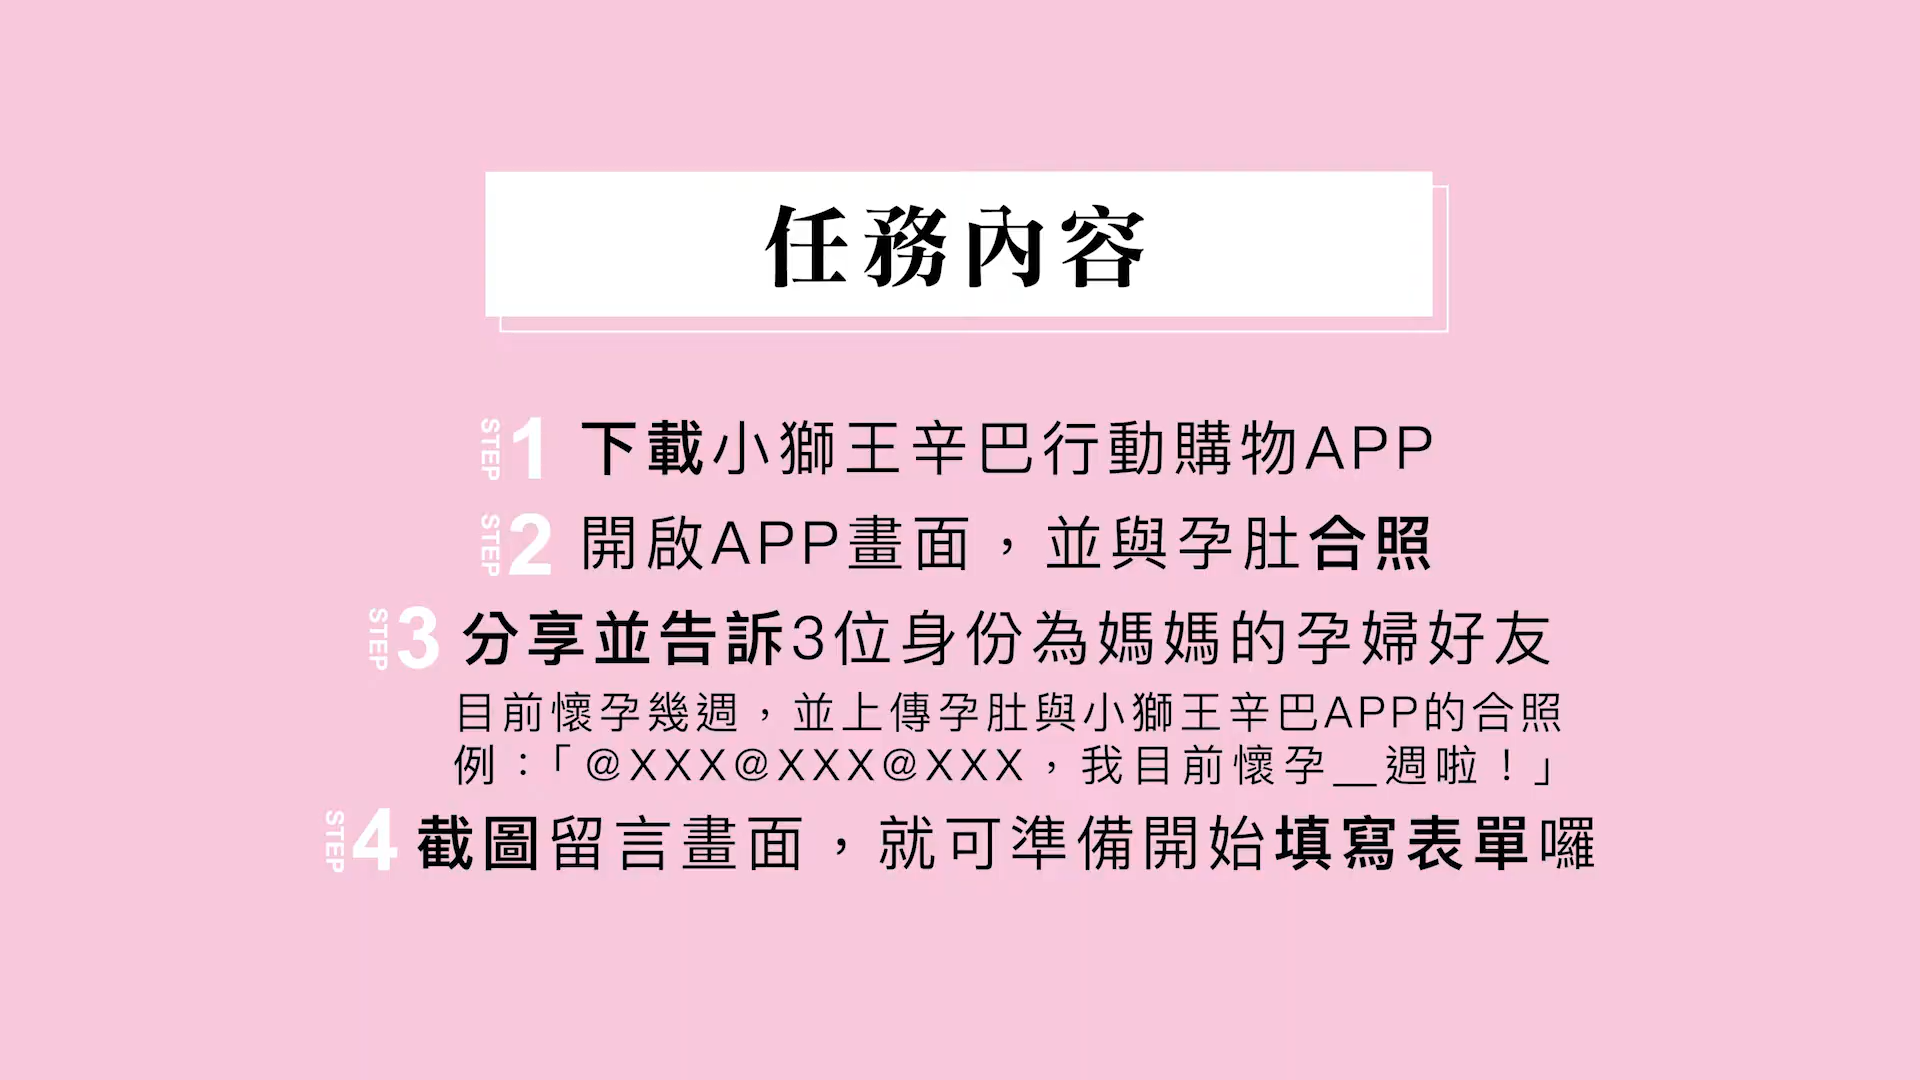 任務內容
STEP 1 下載小獅王辛巴行動購物APP
STEP 2 開啟APP畫面，並與孕肚合照
STEP 3 分享並告訴3位身份為媽媽的孕婦好友
目前懷孕幾週，並上傳孕肚與小獅王辛巴APP的合照
例：「@XXX@XXX@XXX，我目前懷孕__週啦！」
STEP 4 截圖留言畫面，就可準備開始填寫表單囉